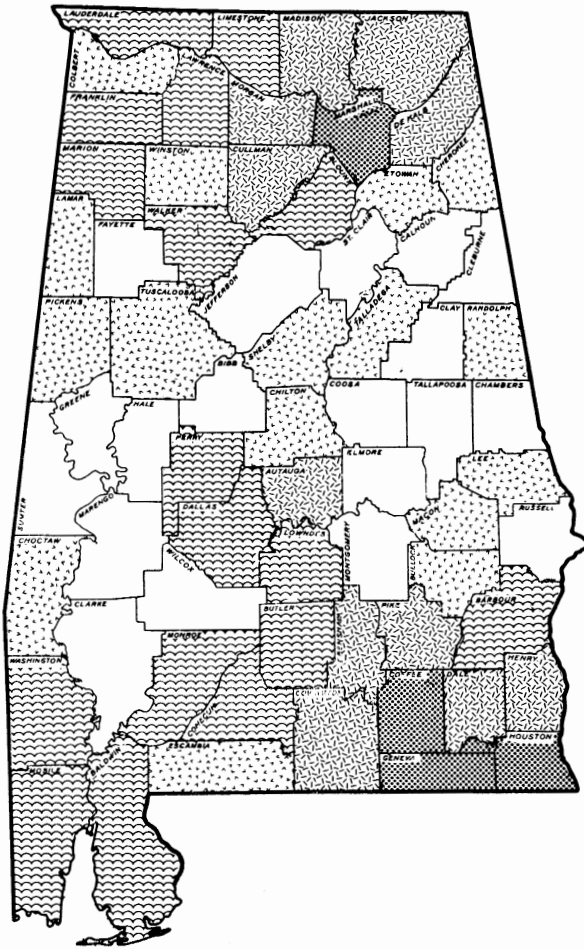 LAUDERDALE
LIMESTONE
MADISON
JACKSON
COLBERT
LAWRENCE
MORGAN
FRANKLIN
MARSHALL
DE KALB
MARION
WINSTON
CULLMAN
BLOUNT
ETOWAH
CHEROKEE
LAMAR
FAYETTE
WALKER
ST. CLAIR
CALHOUN
CLEBURNE
PICKENS
TUSCALOOSA
JEFFERSON
SHELBY
TALLADEGA
CLAY
RANDOLPH
BIBB
GREENE
HALE
CHILTON
COOSA
TALLAPOOSA
CHAMBERS
PERRY
AUTAUGA
ELMORE
LEE
SUMTER
MARENGO
DALLAS
LOWNDES
MONTGOMERY
MACON
RUSSELL
CHOCTAW
WILCOX
BULLOCK
CLARKE
BUTLER
PIKE
BARBOUR
WASHINGTON
MONROE
CONECUH
COFFEE
DALE
HENRY
ESCAMBIA
GENEVA
HOUSTON
MOBILE
BALDWIN